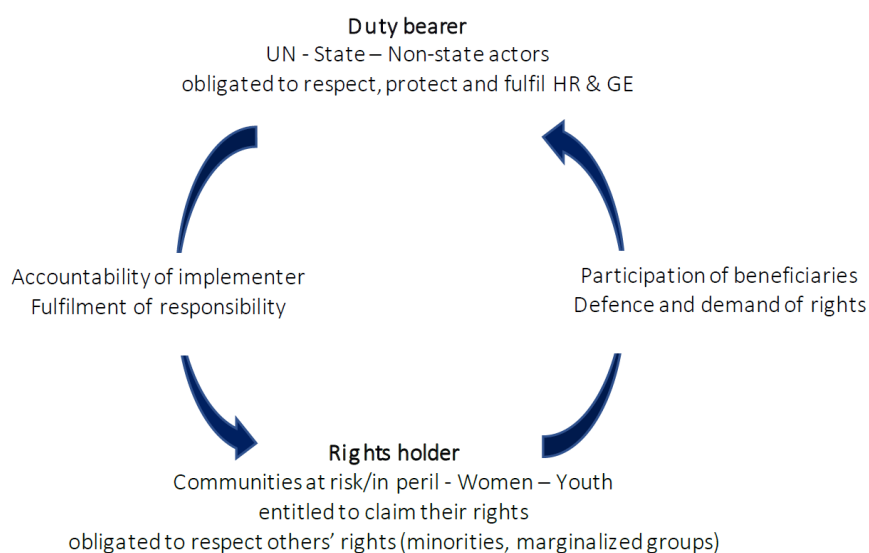 Duty bearer
UN - State – Non-state actors
obligated to respect, protect and fulfil HR & GE
Accountability of implementer
Fulfilment of responsibility
Participation of beneficiaries
Defence and demand of rights
Rights holder
Communities at risk/in peril - Women – Youth
entitled to claim their rights
obligated to respect others’ rights (minorities, marginalized groups)